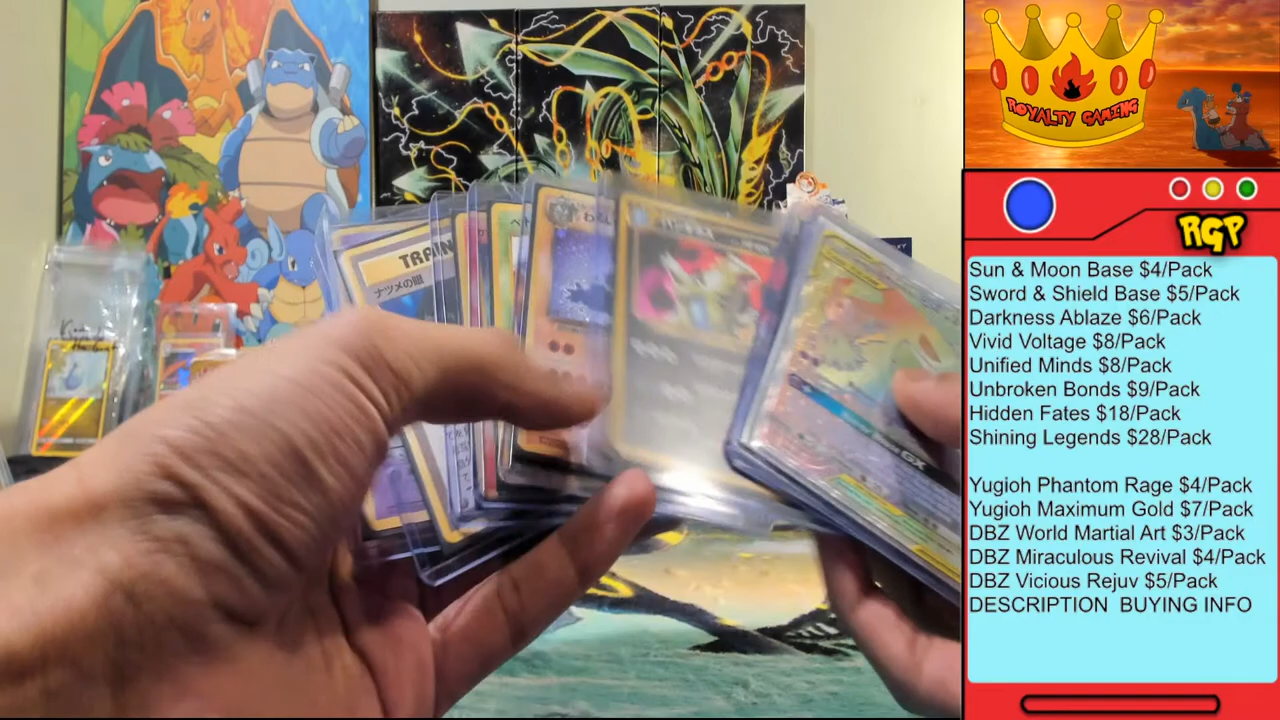 ROYALTY GAMING
RGP
Sun & Moon Base $4/Pack
Sword & Shield Base $5/Pack
Darkness Ablaze $6/Pack
Vivid Voltage $8/Pack
Unified Minds $8/Pack
Unbroken Bonds $9/Pack
Hidden Fates $18/Pack
Shining Legends $28/Pack
Yugioh Phantom Rage $4/Pack
Yugioh Maximum Gold $7/Pack
DBZ World Martial Art $3/Pack
DBZ Miraculous Revival $4/Pack
DBZ Vicious Rejuv $5/Pack
DESCRIPTION BUYING INFO
TRAIN
ナツメの眼
GX